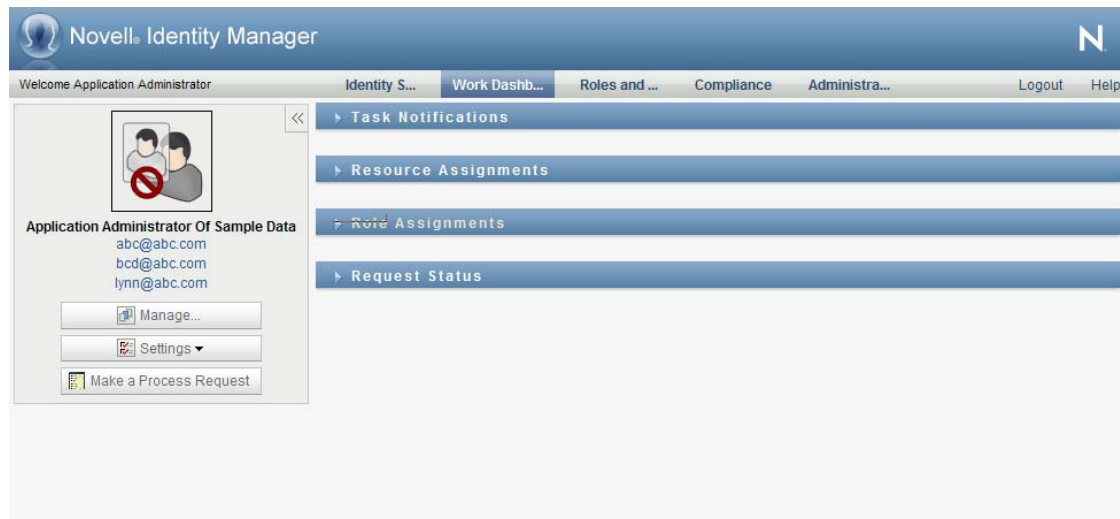 Novell® Identity Manager
N
Welcome Application Administrator
Identity S... Work Dashb... Roles and ... Compliance Administra... Logout Help
Task Notifications
Resource Assignments
Role Assignments
Request Status
Application Administrator Of Sample Data
abc@abc.com
bcd@abc.com
lynn@abc.com
Manage...
Settings
Make a Process Request